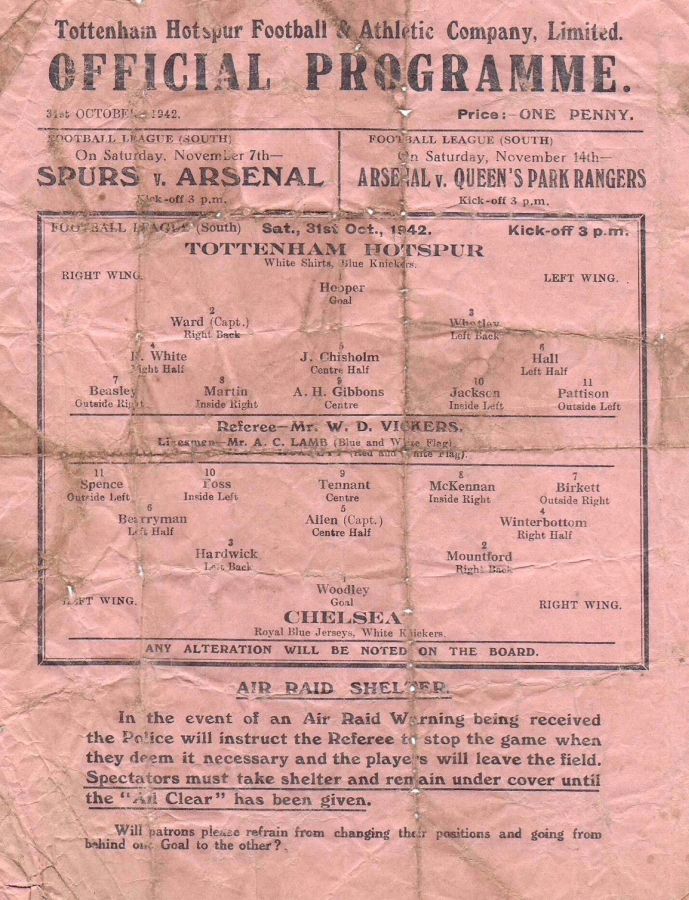 Tottenham Hotspur Football & Athletic Company, Limited.
OFFICIAL PROGRAMME.
31st OCTOBER 1942. Price:- ONE PENNY.
FOOTBALL LEAGUE (SOUTH)
On Saturday, November 7th—
SPURS v. ARSENAL
Kick-off 3 p.m.
FOOTBALL LEAGUE (SOUTH)
On Saturday, November 14th—
ARSENAL v. QUEEN'S PARK RANGERS
Kick-off 3 p.m.
FOOTBALL LEAGUE (South) Sat., 31st Oct., 1942. Kick-off 3 p.m.
TOTTENHAM HOTSPUR
White Shirts, Blue Knickers.
RIGHT WING. 1 LEFT WING.
Hooper
Goal
2 3
Ward (Capt.) Whatley
Right Back Left Back
4 5 6
R. White J. Chisholm Hall
Right Half Centre Half Left Half
7 8 9 10 11
Beasley Martin A. H. Gibbons Jackson Pattison
Outside Right Inside Right Centre Inside Left Outside Left
Referee—Mr. W. D. VICKERS.
Linesmen—Mr. A. C. LAMB (Blue and White Flag).
(Red and White Flag).
11 10 9 8 7
Spence Foss Tennant McKennan Birkett
Outside Left Inside Left Centre Inside Right Outside Right
6 5 4
Bearryman Allen (Capt.) Winterbottom
Left Half Centre Half Right Half
3 2
Hardwick Mountford
Left Back Right Back
1
Woodley
LEFT WING. Goal RIGHT WING.
CHELSEA
Royal Blue Jerseys, White Knickers.
ANY ALTERATION WILL BE NOTED ON THE BOARD.
AIR RAID SHELTER.
In the event of an Air Raid Warning being received
the Police will instruct the Referee to stop the game when
they deem it necessary and the players will leave the field.
Spectators must take shelter and remain under cover until
the "All Clear" has been given.
Will patrons please refrain from changing their positions and going from
behind one Goal to the other?